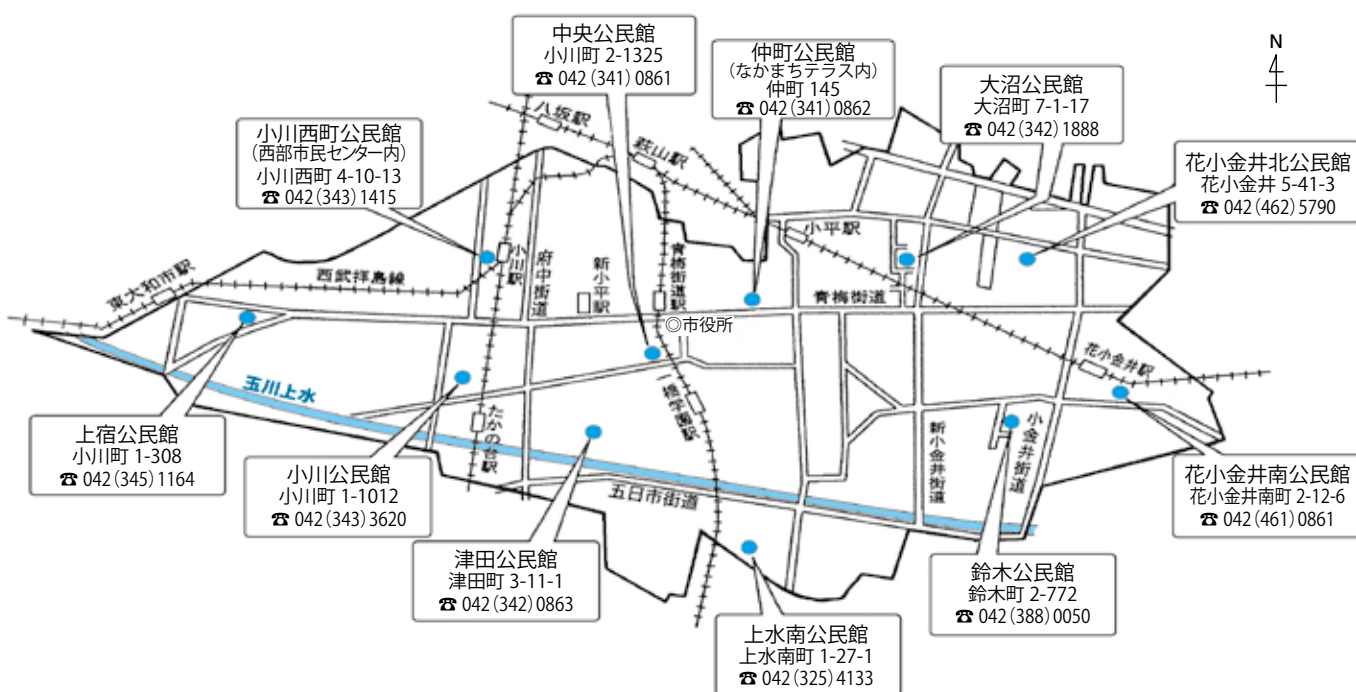 中央公民館
小川町 2-1325
☎ 042(341)0861
仲町公民館
(なかまちテラス内)
仲町 145
☎ 042(341)0862
大沼公民館
大沼町 7-1-17
☎ 042(342)1888
N
小川西町公民館
(西部市民センター内)
小川西町 4-10-13
☎ 042(343)1415
花小金井北公民館
花小金井 5-41-3
☎ 042(462)5790
八坂駅
萩山駅
小平駅
東大和市駅
西武拝島線
小川駅
府中街道
新小平駅
青梅街道駅
青梅街道
◎市役所
花小金井駅
玉川上水
たかの台駅
一橋学園駅
五日市街道
新小金井街道
小金井街道
上宿公民館
小川町 1-308
☎ 042(345)1164
小川公民館
小川町 1-1012
☎ 042(343)3620
津田公民館
津田町 3-11-1
☎ 042(342)0863
上水南公民館
上水南町 1-27-1
☎ 042(325)4133
鈴木公民館
鈴木町 2-772
☎ 042(388)0050
花小金井南公民館
花小金井南町 2-12-6
☎ 042(461)0861